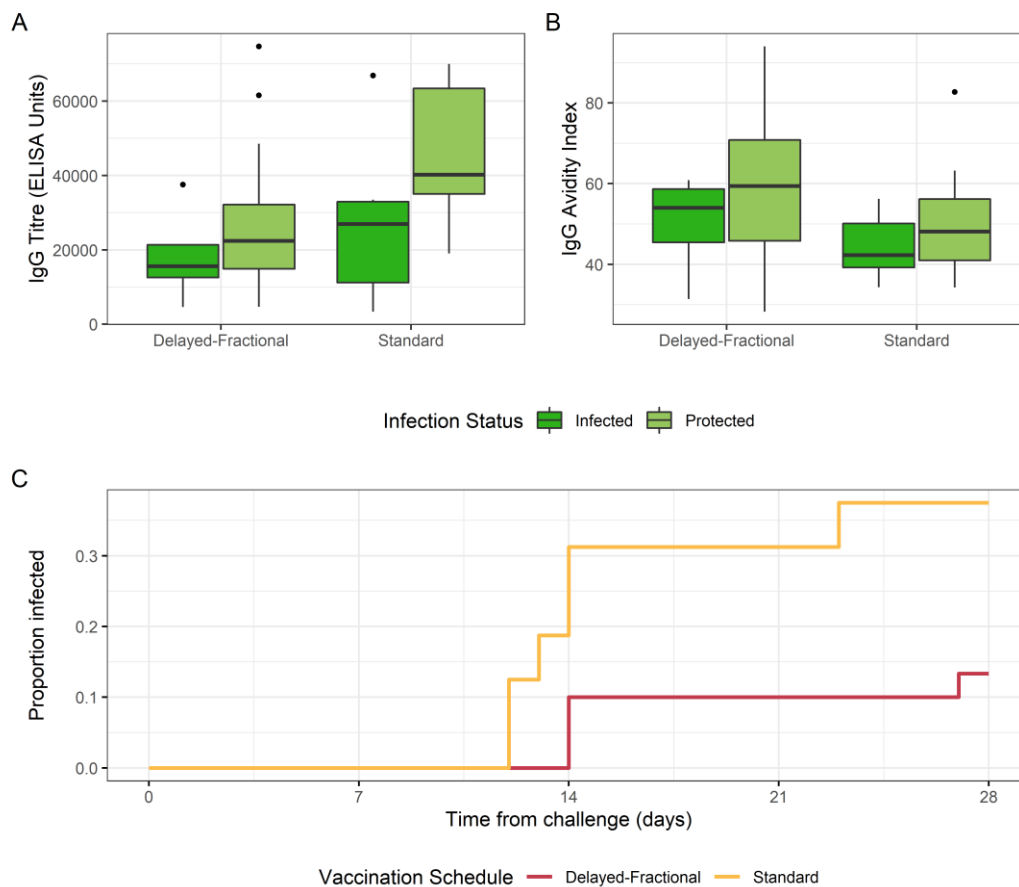 A
IgG Titre (ELISA Units)
60000
40000
20000
0
Delayed-Fractional Standard
B
IgG Avidity Index
80
60
40
Delayed-Fractional Standard
Infection Status Infected Protected
C
Proportion infected
0.3
0.2
0.1
0.0
0 7 14 21 28
Time from challenge (days)
Vaccination Schedule Delayed-Fractional Standard